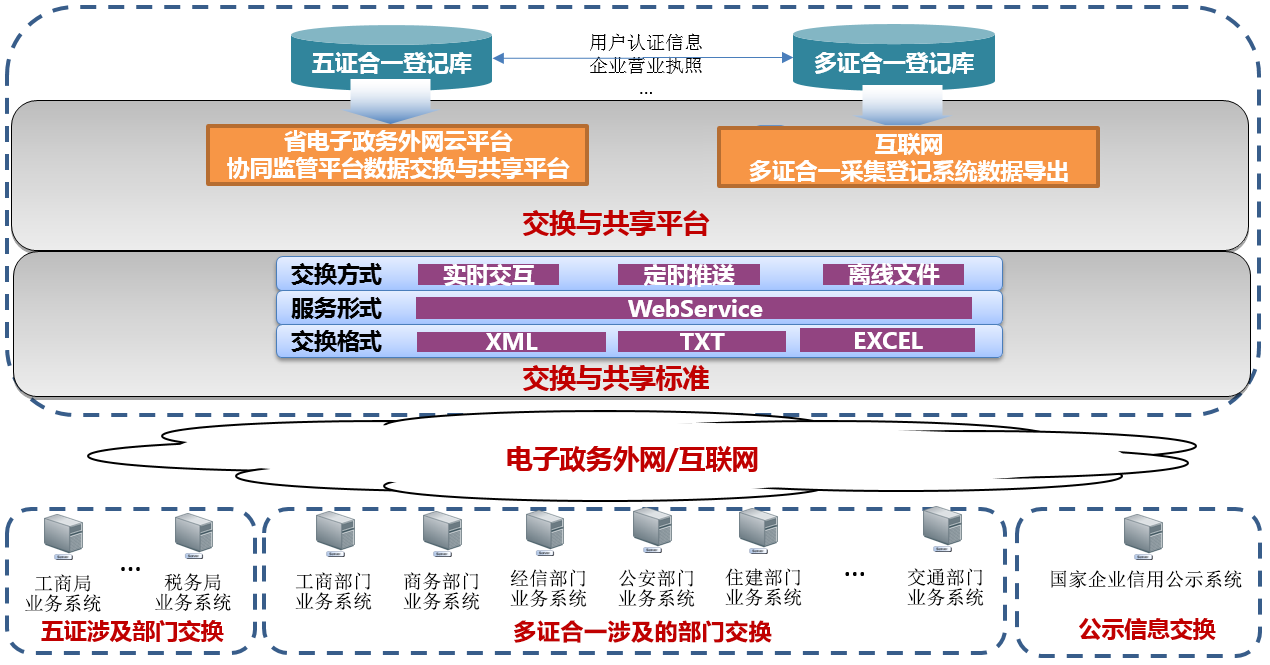 五证合一登记库
用户认证信息
企业营业执照
...
多证合一登记库
省电子政务外网云平台
协同监管平台数据交换与共享平台
互联网
多证合一采集登记系统数据导出
交换与共享平台
交换方式 实时交互 定时推送 离线文件
服务形式 WebService
交换格式 XML TXT EXCEL
交换与共享标准
电子政务外网/互联网
工商局
业务系统
...
税务局
业务系统
五证涉及部门交换
工商部门
业务系统
商务部门
业务系统
经信部门
业务系统
公安部门
业务系统
住建部门
业务系统
...
交通部门
业务系统
多证合一涉及的部门交换
国家企业信用公示系统
公示信息交换